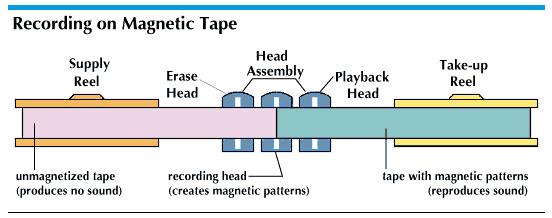 Recording on Magnetic Tape
Supply
Reel
Erase
Head
Head
Assembly
Playback
Head
Take-up
Reel
unmagnetized tape
(produces no sound)
recording head
(creates magnetic patterns)
tape with magnetic patterns
(reproduces sound)